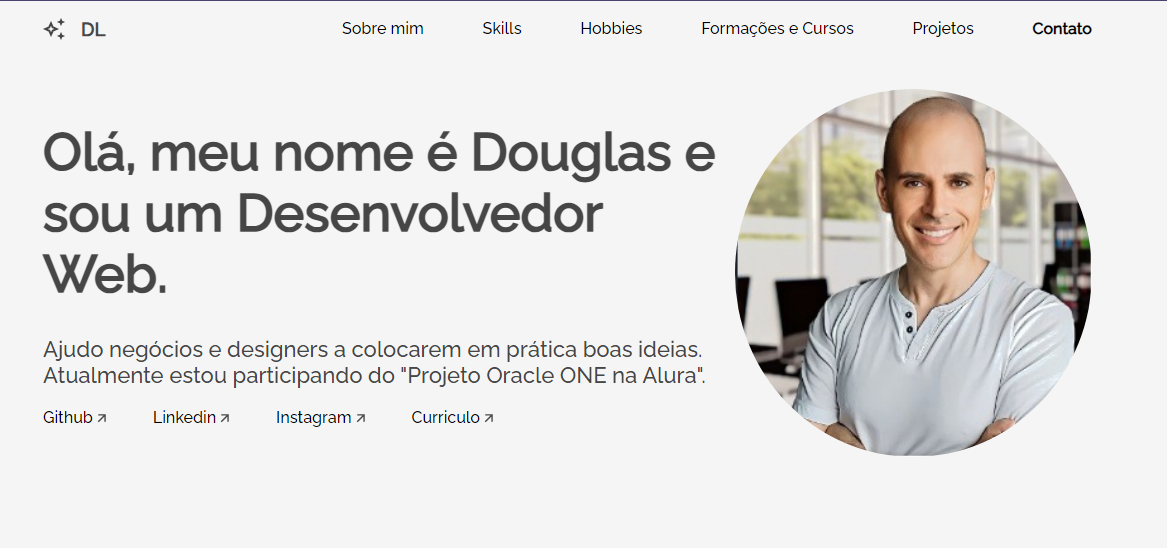 DL
Sobre mim
Skills
Hobbies
Formações e Cursos
Projetos
Contato
Olá, meu nome é Douglas e
sou um Desenvolvedor
Web.
Ajudo negócios e designers a colocarem em prática boas ideias.
Atualmente estou participando do "Projeto Oracle ONE na Alura".
Github
Linkedin
Instagram
Curriculo